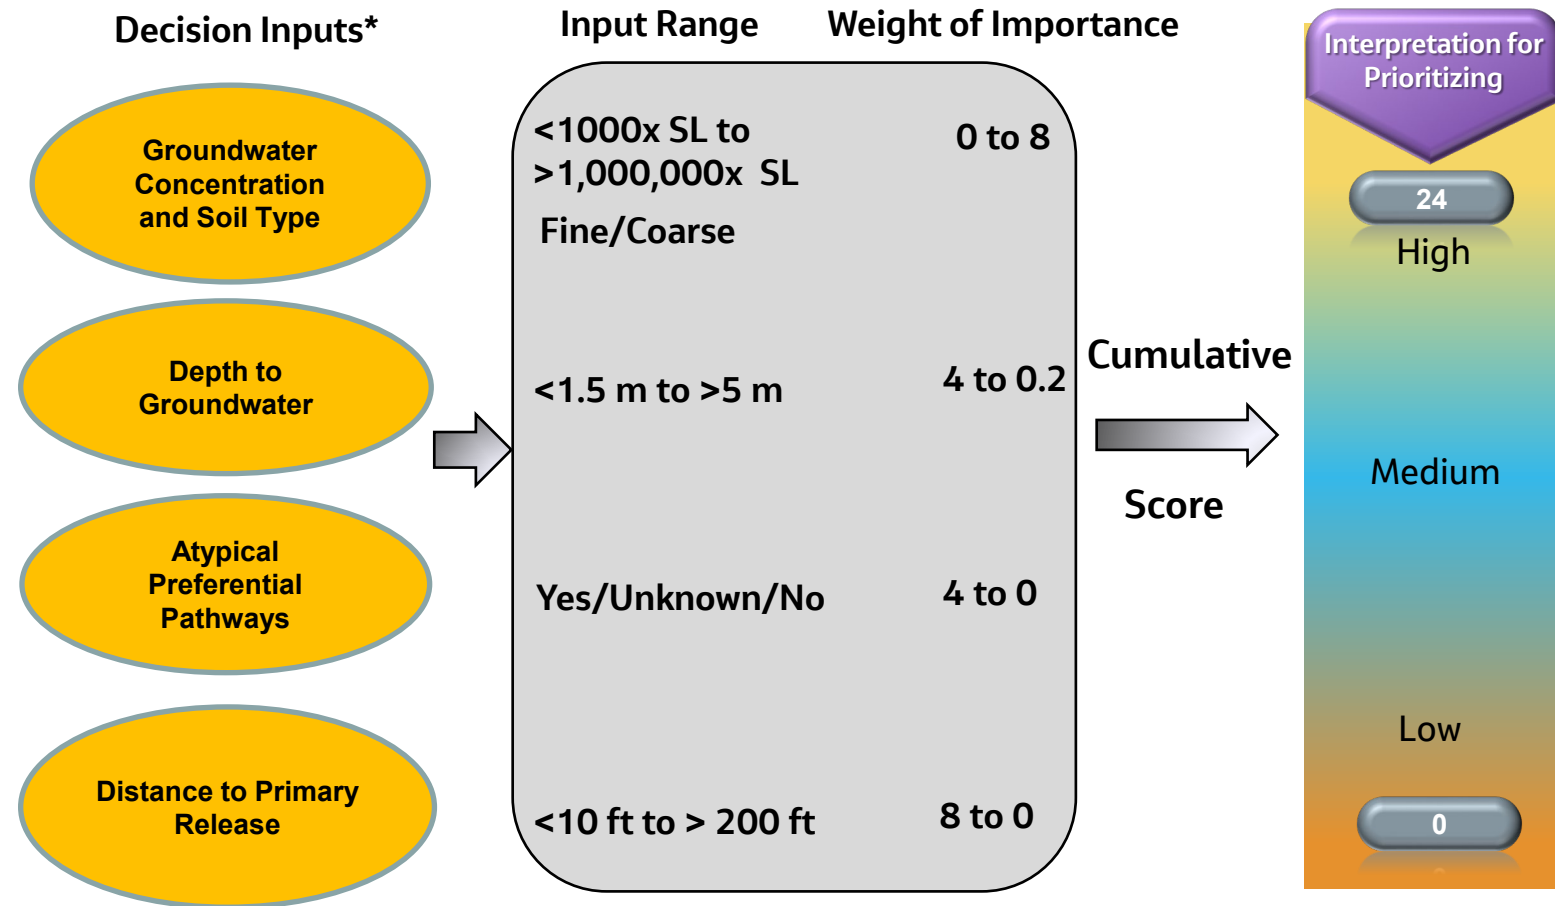 Decision Inputs*
Input Range
Weight of Importance
Interpretation for
Prioritizing
Groundwater
Concentration
and Soil Type
<1000x SL to
>1,000,000x  SL
Fine/Coarse
0 to 8
Depth to
Groundwater
<1.5 m to >5 m
4 to 0.2
Atypical
Preferential
Pathways
Yes/Unknown/No
4 to 0
Distance to Primary
Release
<10 ft to > 200 ft
8 to 0
Cumulative
Score
24
High
Medium
Low
0